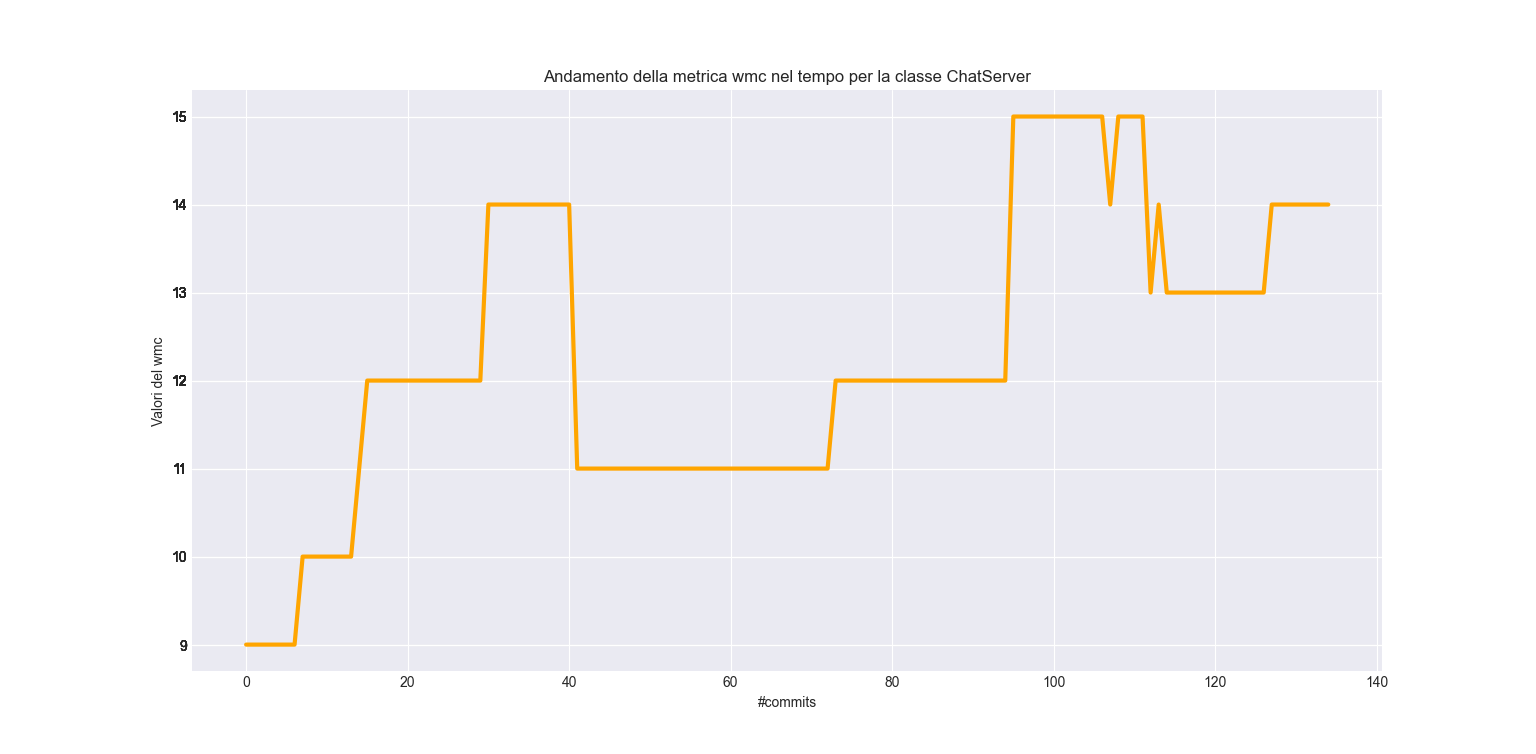 Andamento della metrica wmc nel tempo per la classe ChatServer
Valori del wmc
15
14
13
12
11
10
9
0 20 40 60 80 100 120 140
#commits